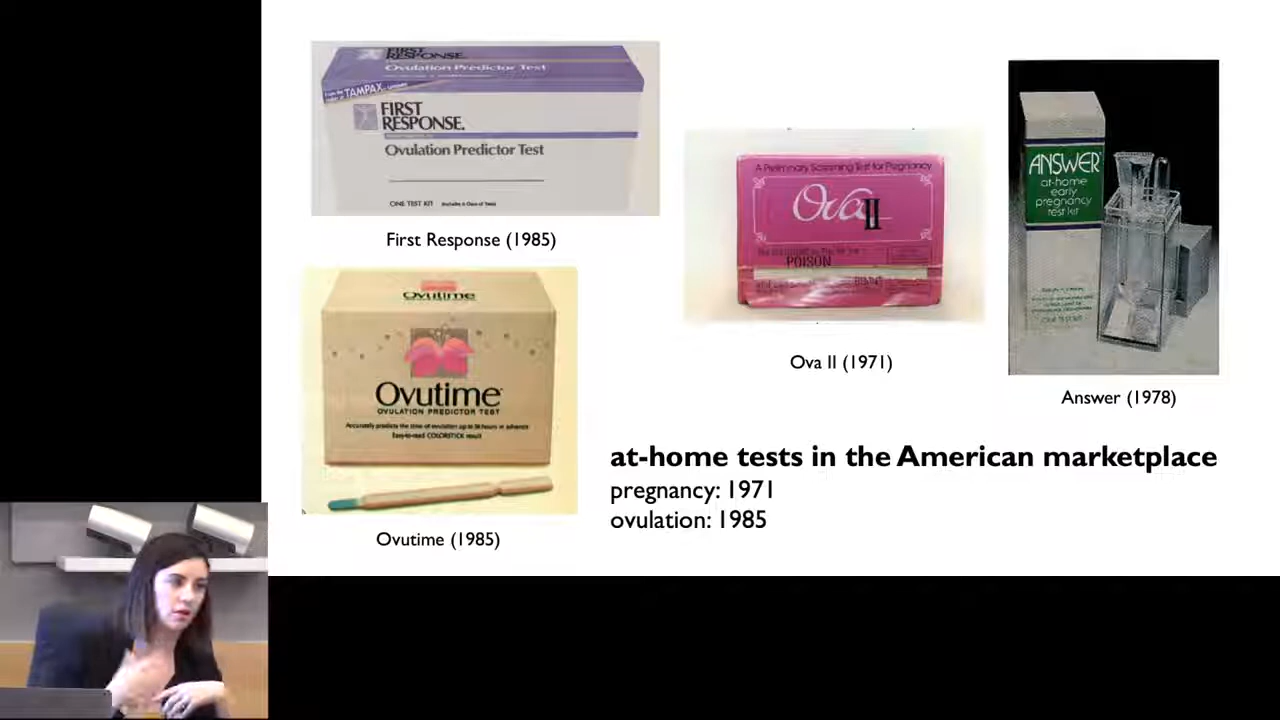 FIRST
RESPONSE
Ovulation Predictor Test
TAMPAX
FIRST
RESPONSE.
Ovulation Predictor Test
ONE TEST KIT
First Response (1985)
Ovutime
Ovutime
OVULATION PREDICTOR TEST
Accurately predicts the time of ovulation up to 36 hours in advance
Easy-to-read COLORSTICK result
Ovutime (1985)
A Preliminary Screening Test for Pregnancy
Ova II
POISON
Ova II (1971)
ANSWER
at-home
early
pregnancy
test kit
Answer (1978)
at-home tests in the American marketplace
pregnancy: 1971
ovulation: 1985